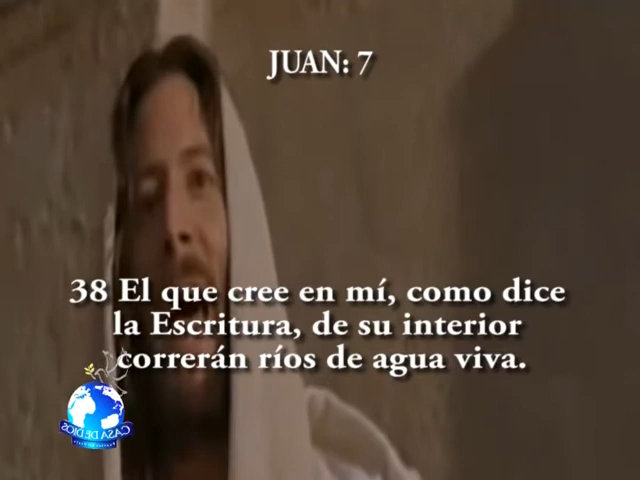 JUAN: 7
38 El que cree en mí, como dice
la Escritura, de su interior
correrán ríos de agua viva.
CASA DE DIOS